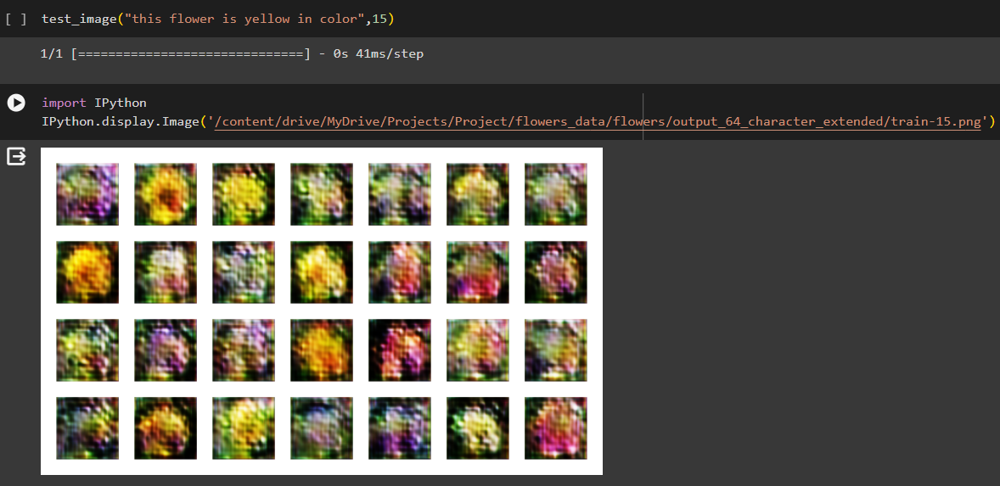 [ ] test_image("this flower is yellow in color",15)
1/1 [==============================] - 0s 41ms/step
import IPython
IPython.display.Image('/content/drive/MyDrive/Projects/Project/flowers_data/flowers/output_64_character_extended/train-15.png')